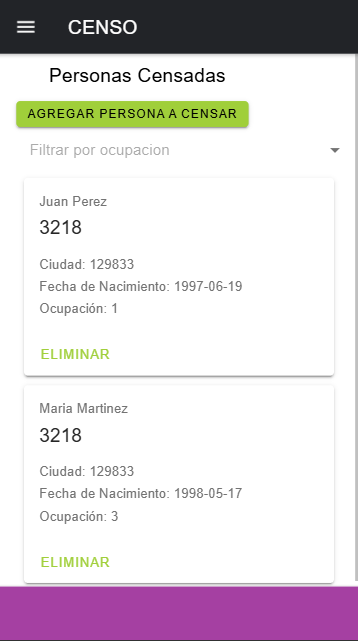 CENSO
Personas Censadas
AGREGAR PERSONA A CENSAR
Filtrar por ocupacion
Juan Perez
3218
Ciudad: 129833
Fecha de Nacimiento: 1997-06-19
Ocupación: 1
ELIMINAR
Maria Martinez
3218
Ciudad: 129833
Fecha de Nacimiento: 1998-05-17
Ocupación: 3
ELIMINAR